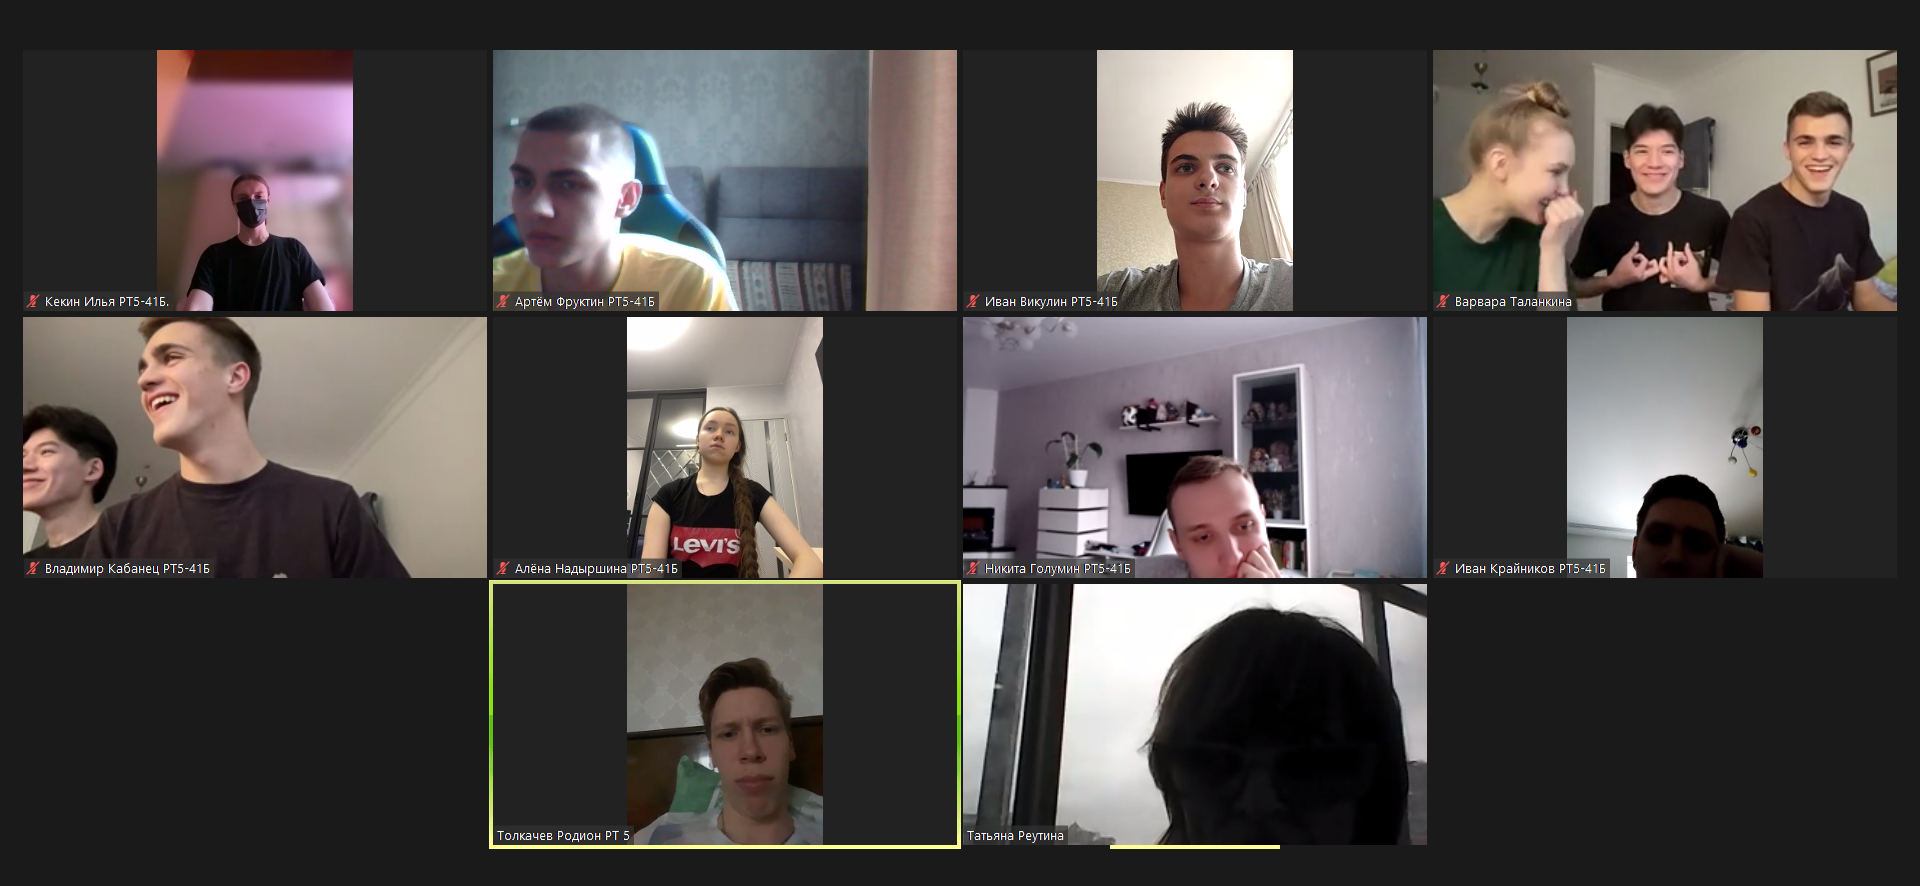 Кекин Илья РТ5-41Б.
Артём Фруктин РТ5-41Б
Иван Викулин РТ5-41Б
Варвара Таланкина
Владимир Кабанец РТ5-41Б
Алёна Надыршина РТ5-41Б
LEVI'S
Никита Голумин РТ5-41Б
Иван Крайников РТ5-41Б
Толкачев Родион РТ 5
Татьяна Реутина